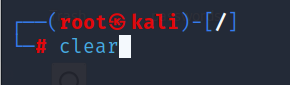 ┌──(root㉿kali)-[/]
└─# clear